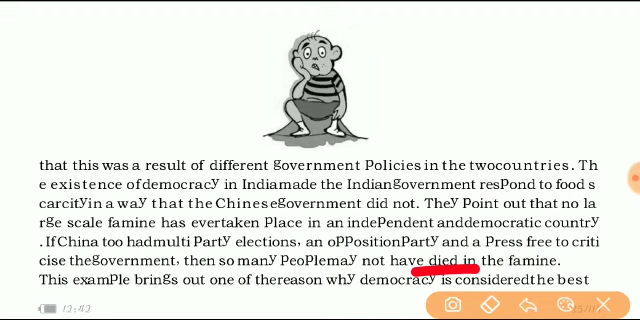 that this was a result of different government Policies in the twocountries. Th
e existence ofdemocracy in Indiamade the Indiangovernment resPond to food s
carcityin a way that the Chinesegovernment did not. They Point out that no la
rge scale famine has evertaken Place in an indePendent anddemocratic country
. If China too hadmulti Party elections, an oPPositionParty and a Press free to criti
cise thegovernment, then so many PeoPlemay not have died in the famine.
This examPle brings out one of thereason why democracy is consideredthe best
12:42